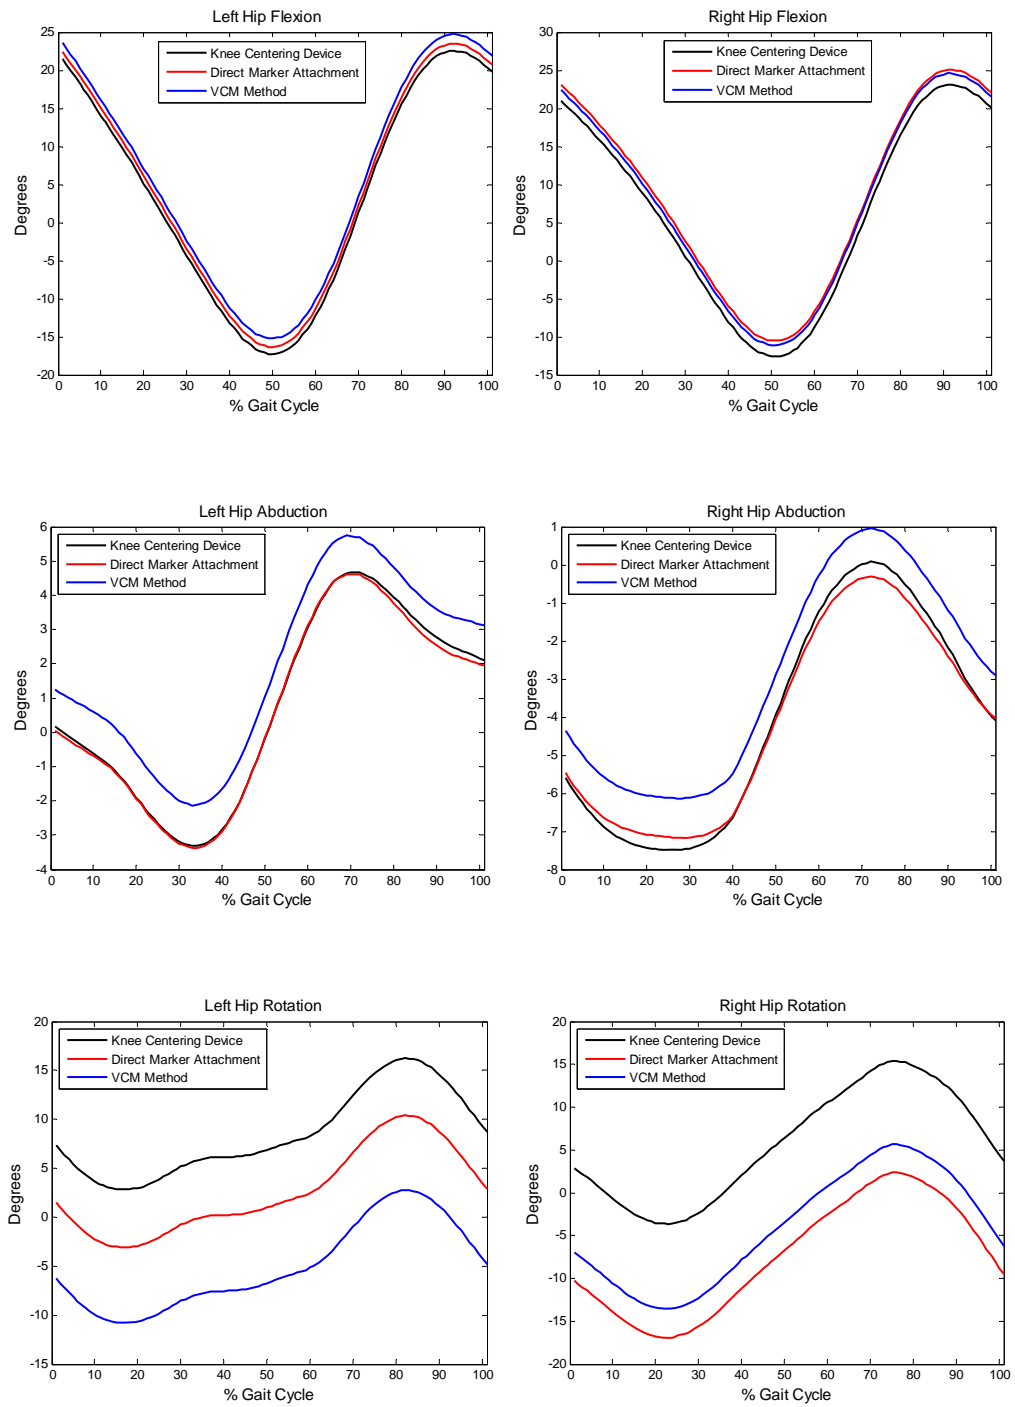 Left Hip Flexion
25
20
15
10
5
0
-5
-10
-15
-20
Degrees
Knee Centering Device
Direct Marker Attachment
VCM Method
0 10 20 30 40 50 60 70 80 90 100
% Gait Cycle
Right Hip Flexion
30
25
20
15
10
5
0
-5
-10
-15
Degrees
Knee Centering Device
Direct Marker Attachment
VCM Method
0 10 20 30 40 50 60 70 80 90 100
% Gait Cycle
Left Hip Abduction
6
5
4
3
2
1
0
-1
-2
-3
-4
Degrees
Knee Centering Device
Direct Marker Attachment
VCM Method
0 10 20 30 40 50 60 70 80 90 100
% Gait Cycle
Right Hip Abduction
1
0
-1
-2
-3
-4
-5
-6
-7
-8
Degrees
Knee Centering Device
Direct Marker Attachment
VCM Method
0 10 20 30 40 50 60 70 80 90 100
% Gait Cycle
Left Hip Rotation
20
15
10
5
0
-5
-10
-15
Degrees
Knee Centering Device
Direct Marker Attachment
VCM Method
0 10 20 30 40 50 60 70 80 90 100
% Gait Cycle
Right Hip Rotation
20
15
10
5
0
-5
-10
-15
-20
Degrees
Knee Centering Device
Direct Marker Attachment
VCM Method
0 10 20 30 40 50 60 70 80 90 100
% Gait Cycle